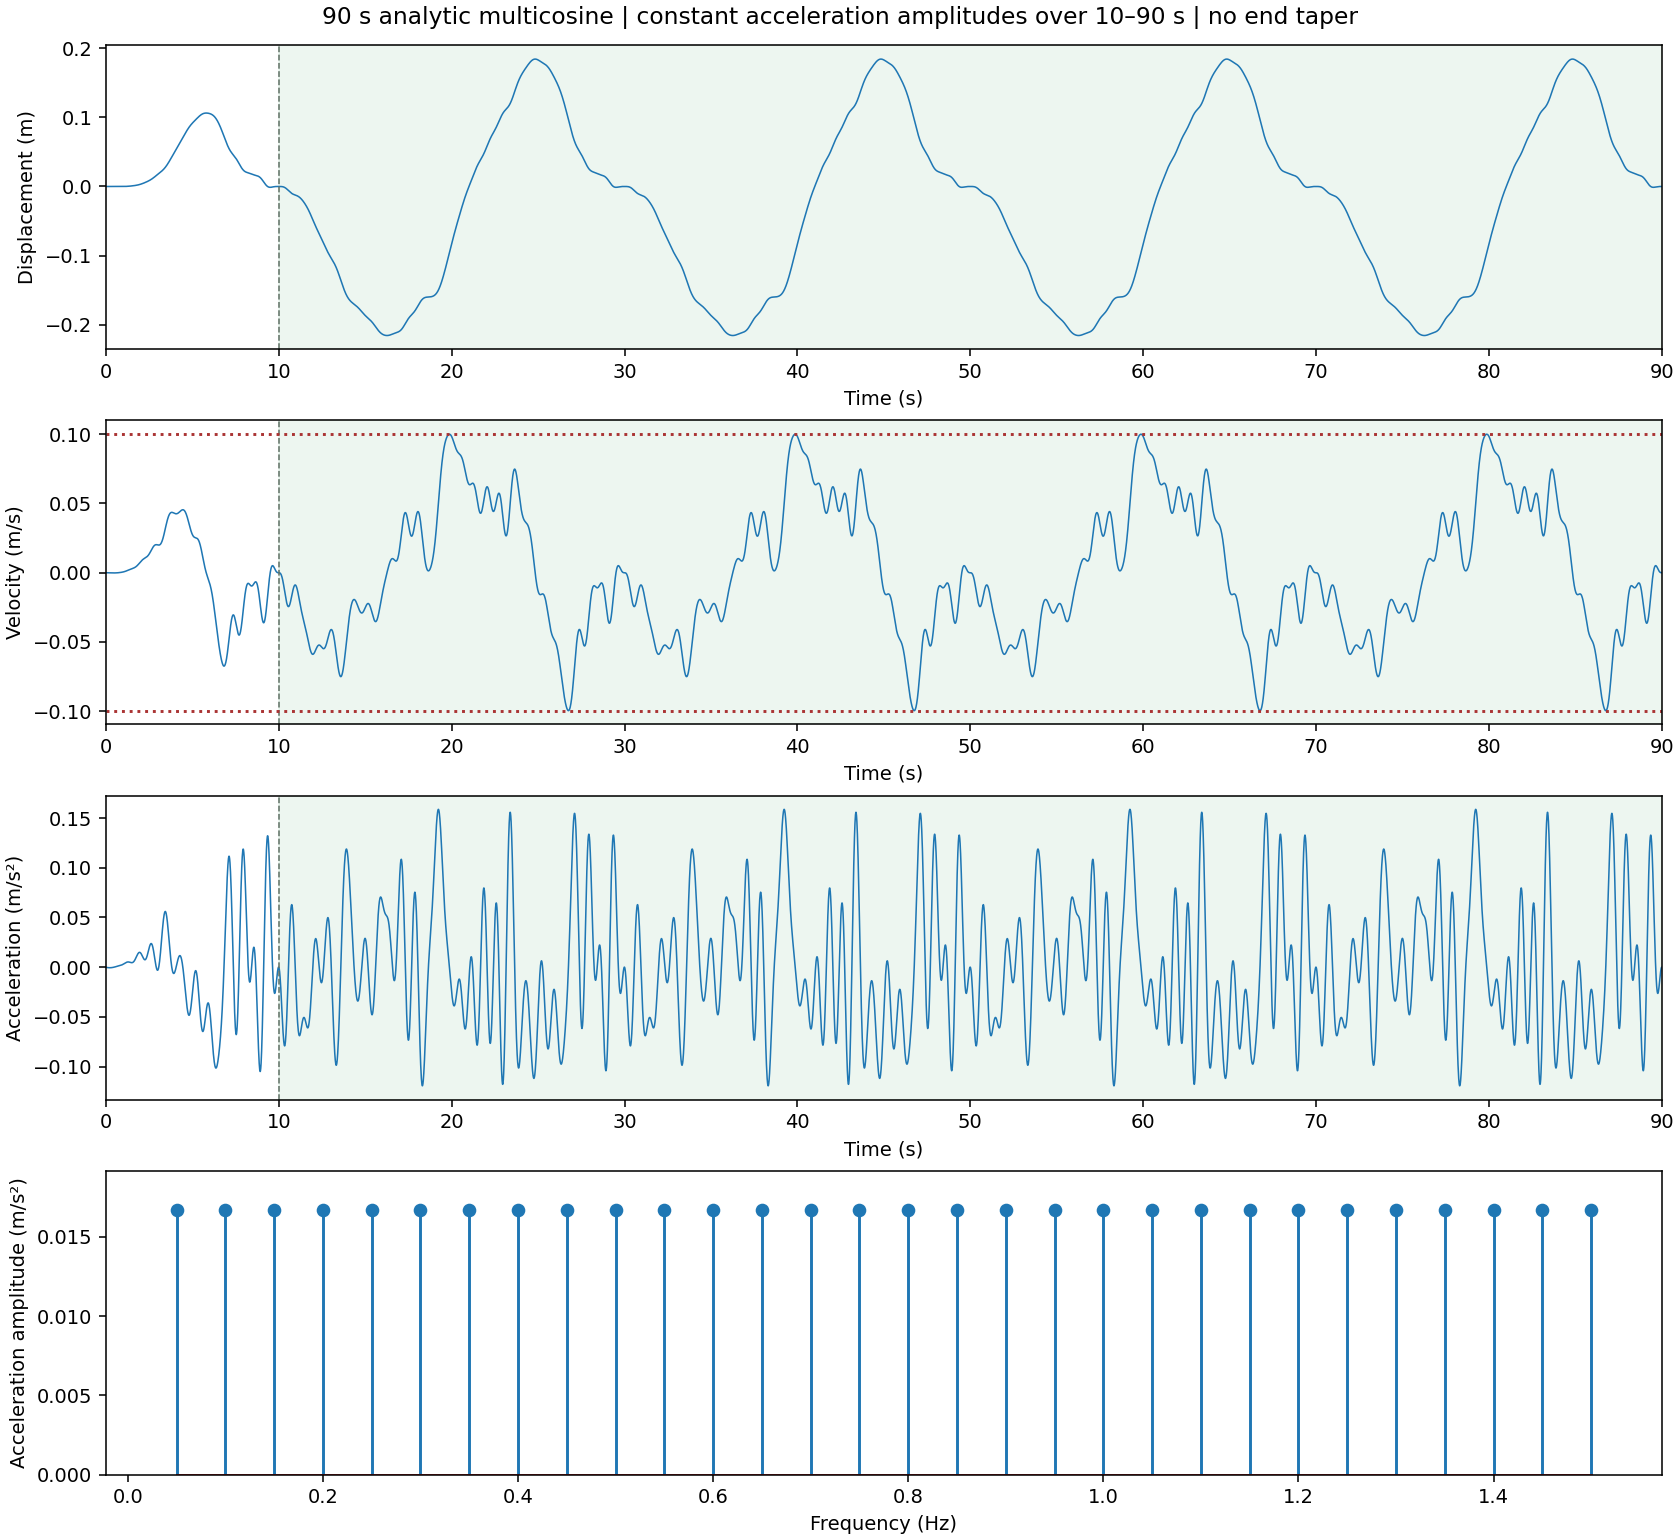 90 s analytic multicosine | constant acceleration amplitudes over 10–90 s | no end taper
Displacement (m)
0.2
0.1
0.0
−0.1
−0.2
0 10 20 30 40 50 60 70 80 90
Time (s)
Velocity (m/s)
0.10
0.05
0.00
−0.05
−0.10
0 10 20 30 40 50 60 70 80 90
Time (s)
Acceleration (m/s²)
0.15
0.10
0.05
0.00
−0.05
−0.10
0 10 20 30 40 50 60 70 80 90
Time (s)
Acceleration amplitude (m/s²)
0.015
0.010
0.005
0.000
0.0 0.2 0.4 0.6 0.8 1.0 1.2 1.4
Frequency (Hz)